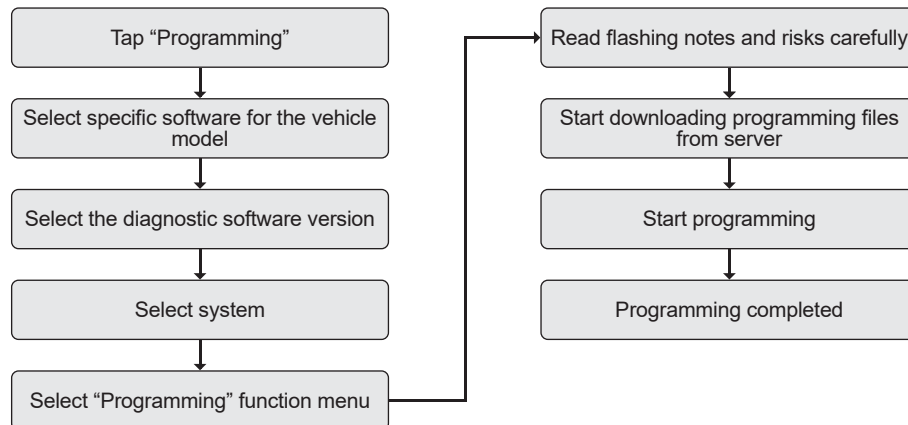 Tap “Programming”
Select specific software for the vehicle
model
Select the diagnostic software version
Select system
Select “Programming” function menu
Read flashing notes and risks carefully
Start downloading programming files
from server
Start programming
Programming completed